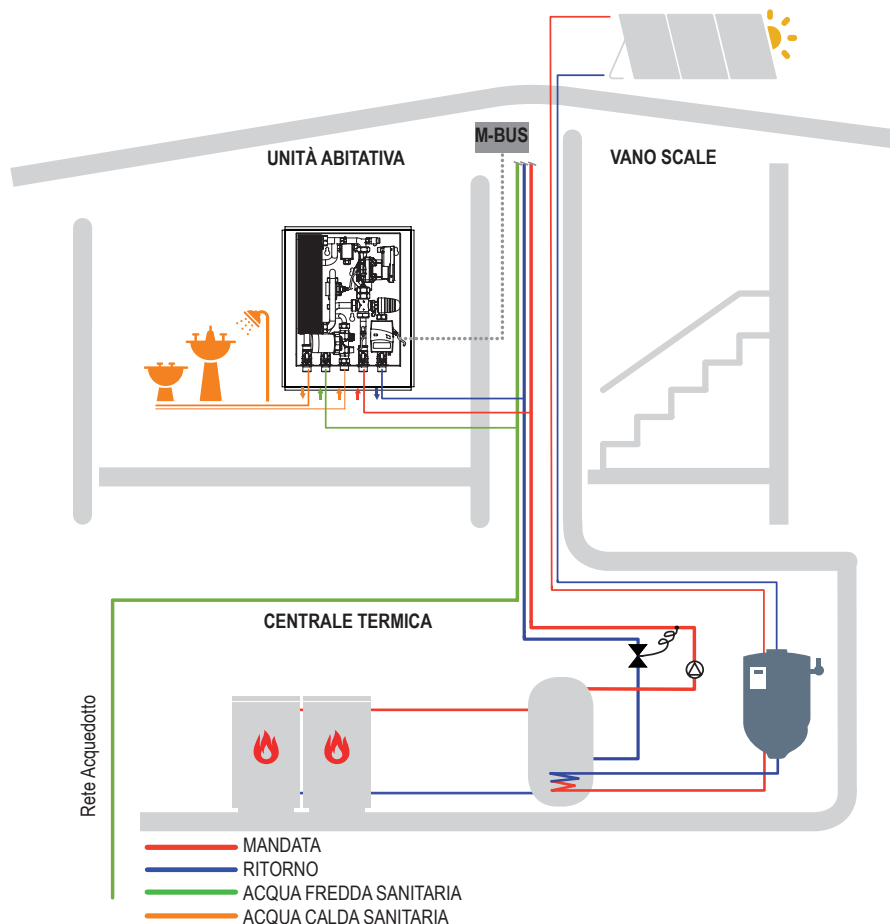 M-BUS
UNITÀ ABITATIVA
VANO SCALE
CENTRALE TERMICA
Rete Acquedotto
MANDATA
RITORNO
ACQUA FREDDA SANITARIA
ACQUA CALDA SANITARIA